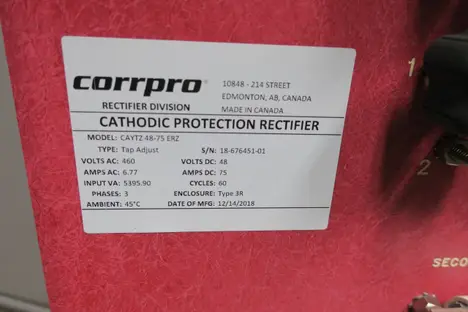 corrpro®
10848 - 214 STREET
EDMONTON, AB, CANADA
RECTIFIER DIVISION MADE IN CANADA
CATHODIC PROTECTION RECTIFIER
MODEL: CAYTZ 48-75 ERZ
TYPE: Tap Adjust S/N: 18-676451-01
VOLTS AC: 460 VOLTS DC: 48
AMPS AC: 6.77 AMPS DC: 75
INPUT VA: 5395.90 CYCLES: 60
PHASES: 3 ENCLOSURE: Type 3R
AMBIENT: 45°C DATE OF MFG: 12/14/2018
1
2
SECO